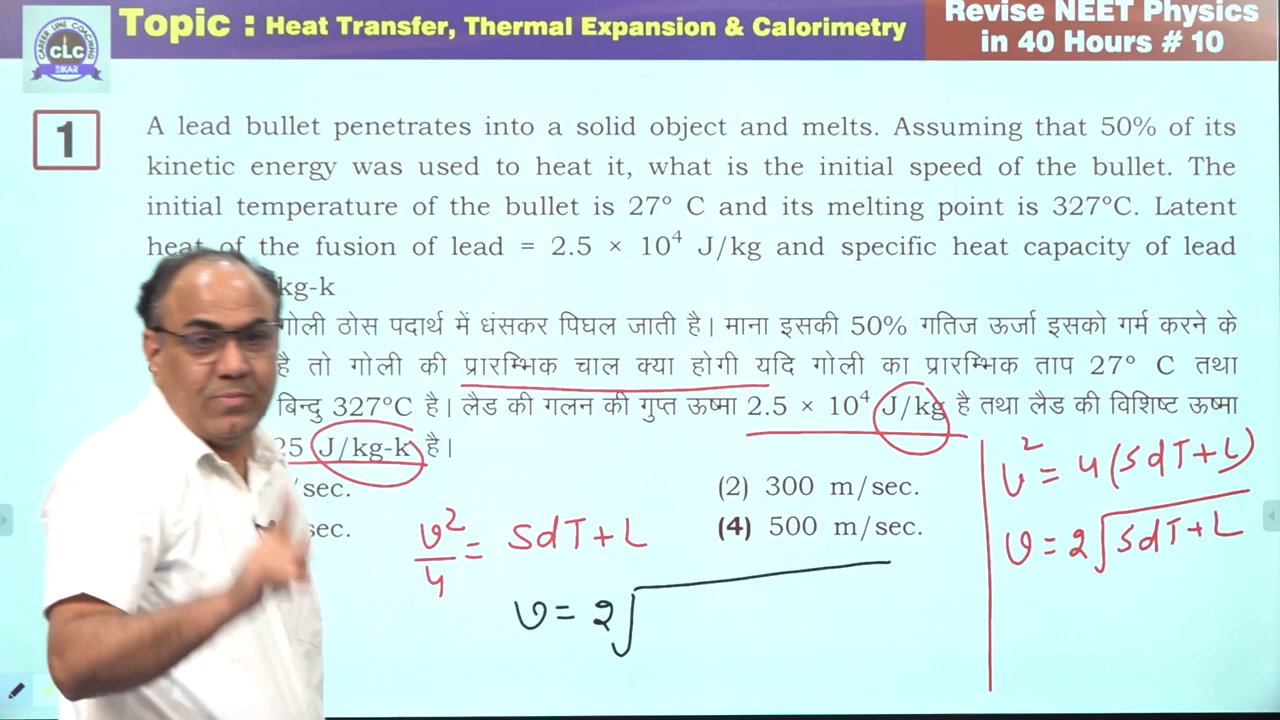 CAREER LINE COACHING
CLC
SIKAR
Topic : Heat Transfer, Thermal Expansion & Calorimetry
Revise NEET Physics
in 40 Hours # 10
1
A lead bullet penetrates into a solid object and melts. Assuming that 50% of its
kinetic energy was used to heat it, what is the initial speed of the bullet. The
initial temperature of the bullet is 27° C and its melting point is 327°C. Latent
heat of the fusion of lead = 2.5 × 10⁴ J/kg and specific heat capacity of lead
kg-k
गोली ठोस पदार्थ में धंसकर पिघल जाती है। माना इसकी 50% गतिज ऊर्जा इसको गर्म करने के
है तो गोली की प्रारम्भिक चाल क्या होगी यदि गोली का प्रारम्भिक ताप 27° C तथा
बिन्दु 327°C है। लैड की गलन की गुप्त ऊष्मा 2.5 × 10⁴ J/kg है तथा लैड की विशिष्ट ऊष्मा
25 J/kg-k है।
/sec.
(2) 300 m/sec.
sec.
(4) 500 m/sec.
v²/4 = SdT+L
v = 2√
v² = 4(SdT+L)
v = 2√SdT+L